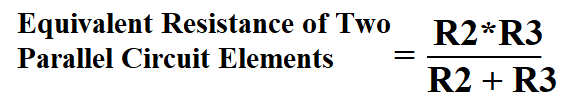 Equivalent Resistance of Two
Parallel Circuit Elements
=
R2*R3
R2 + R3